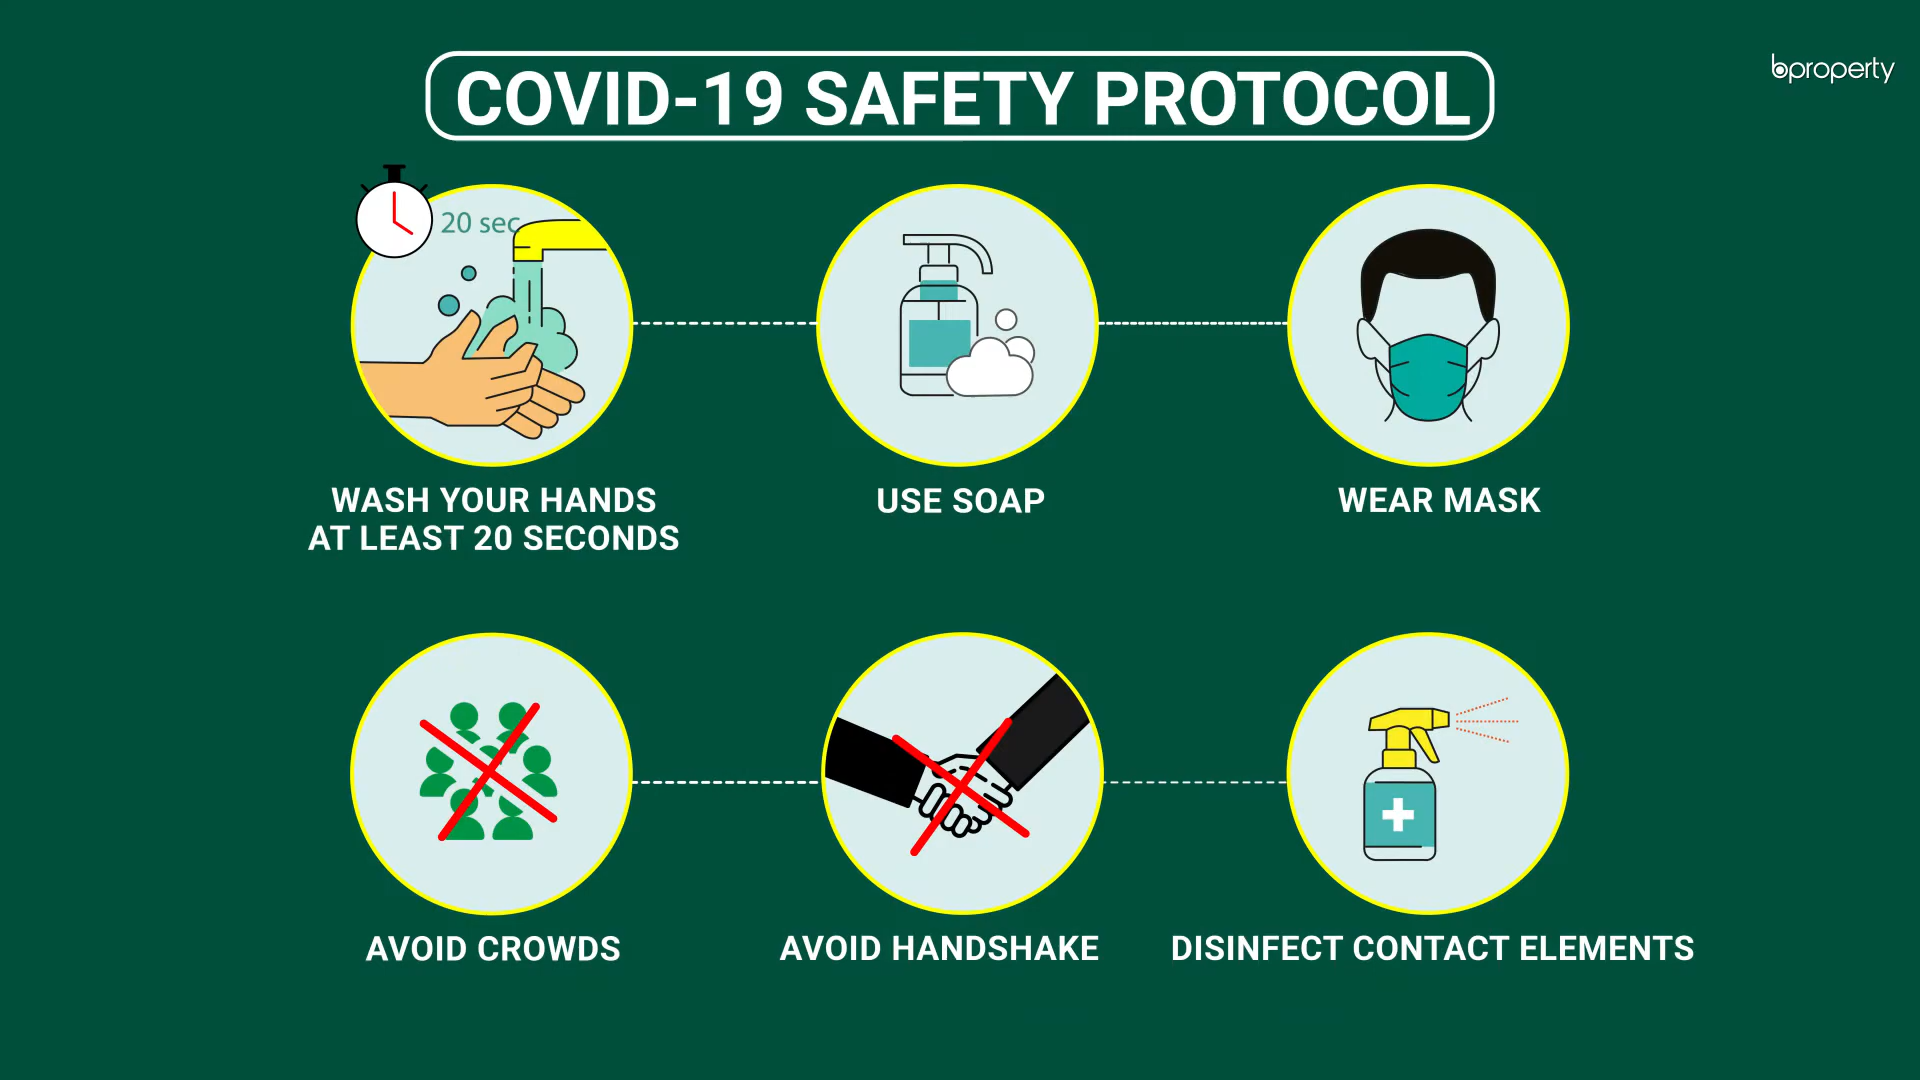 COVID-19 SAFETY PROTOCOL
bproperty
20 sec
WASH YOUR HANDS
AT LEAST 20 SECONDS
USE SOAP
WEAR MASK
AVOID CROWDS
AVOID HANDSHAKE
DISINFECT CONTACT ELEMENTS